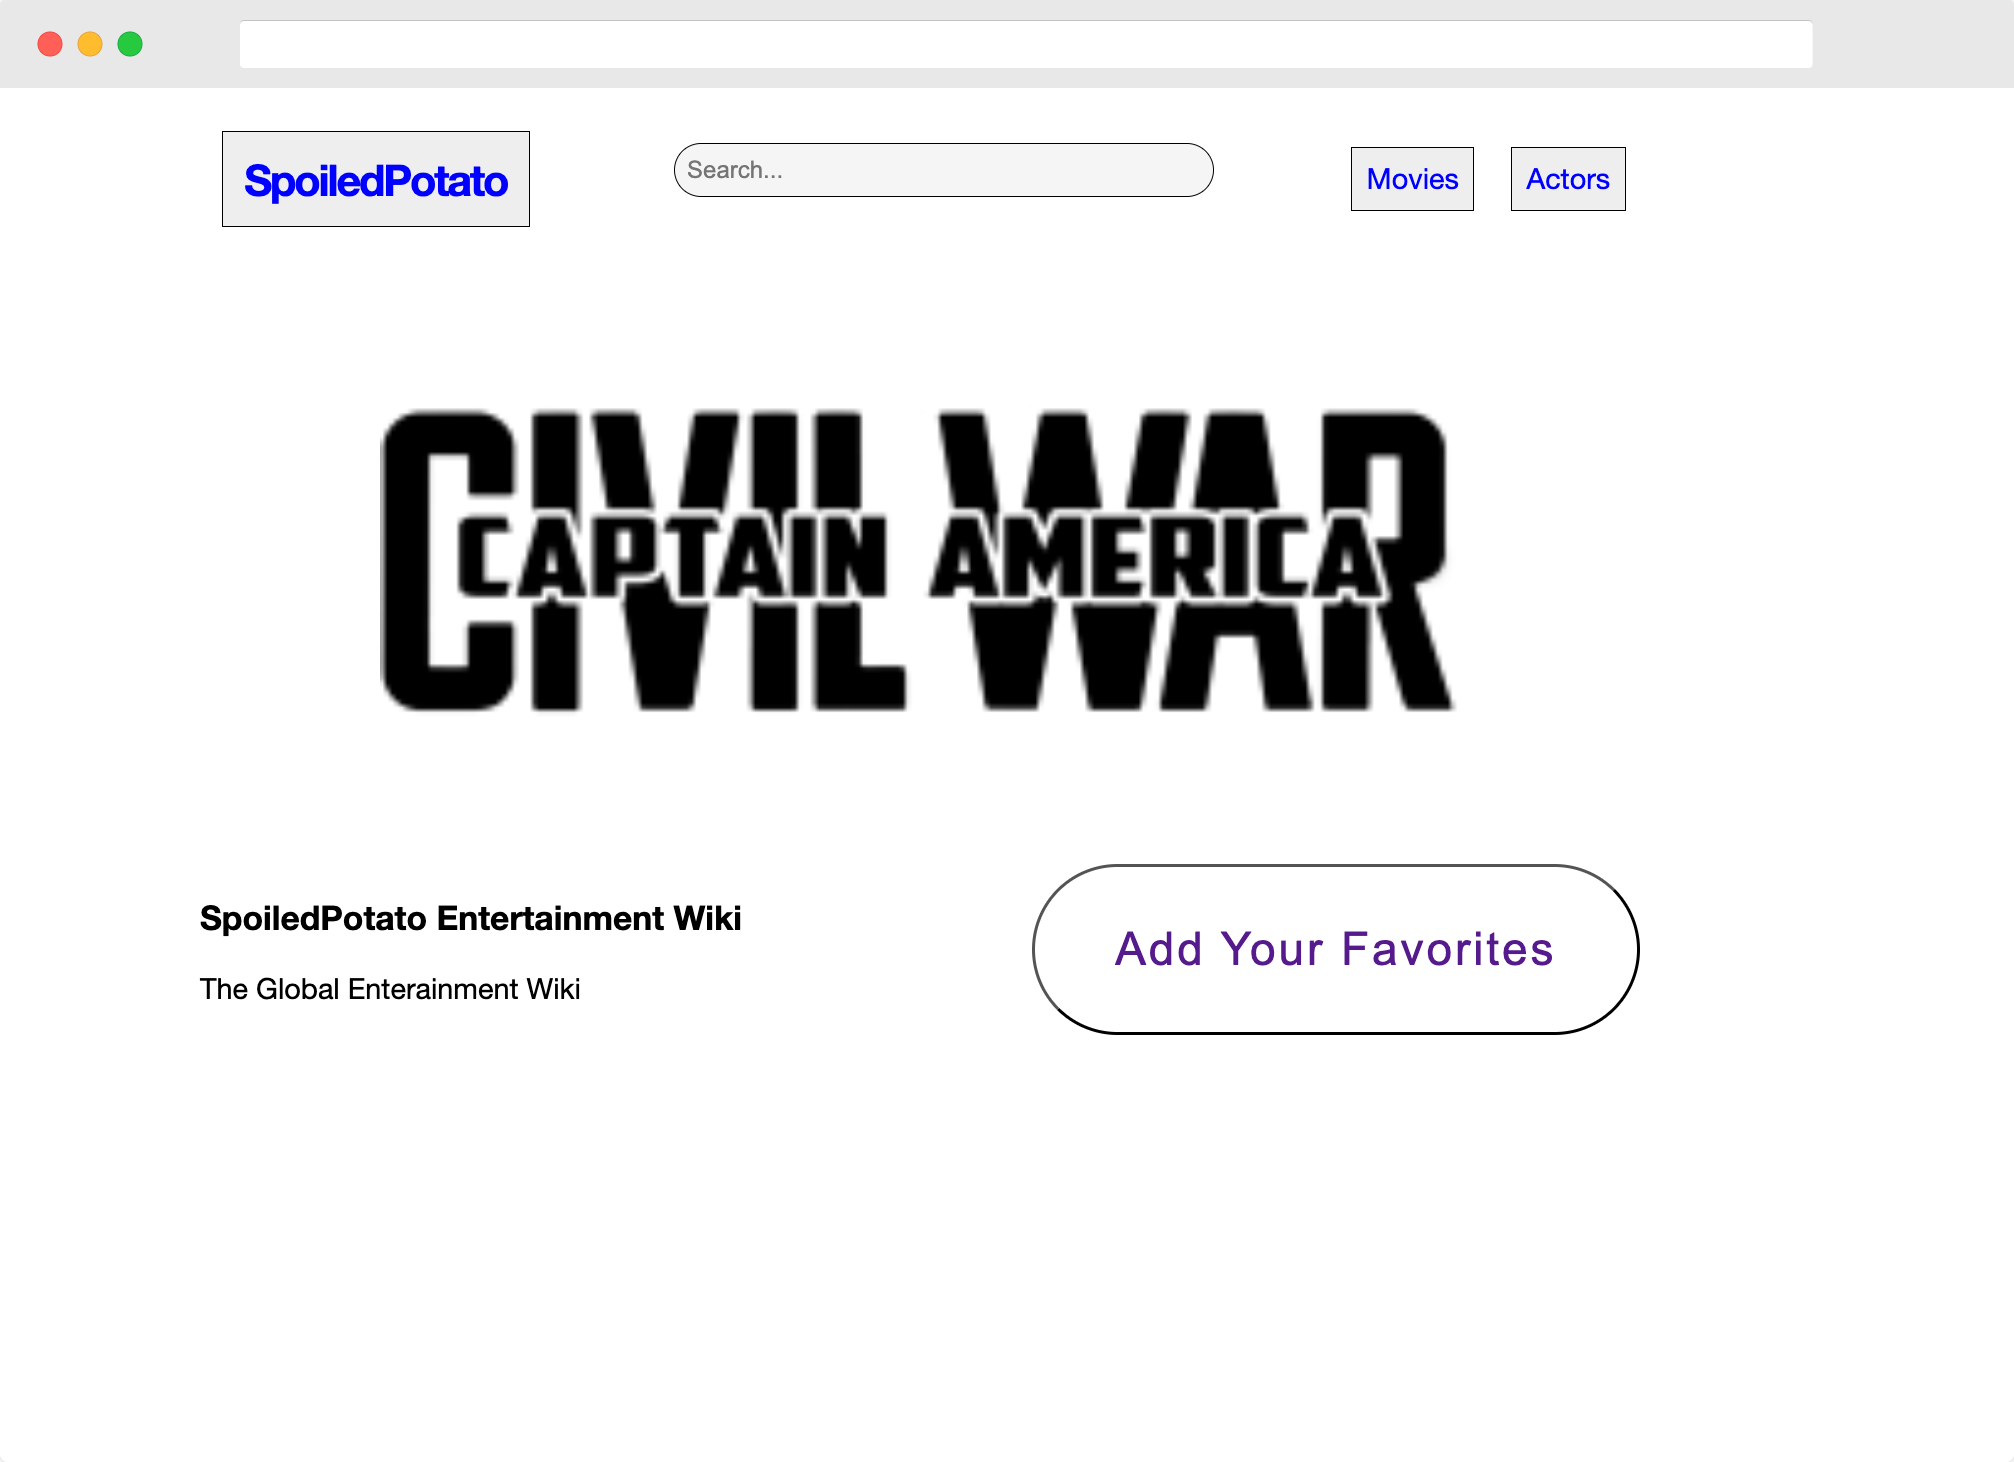 SpoiledPotato
Search...
Movies
Actors
CIVIL WAR
CAPTAIN AMERICA
SpoiledPotato Entertainment Wiki
The Global Enterainment Wiki
Add Your Favorites